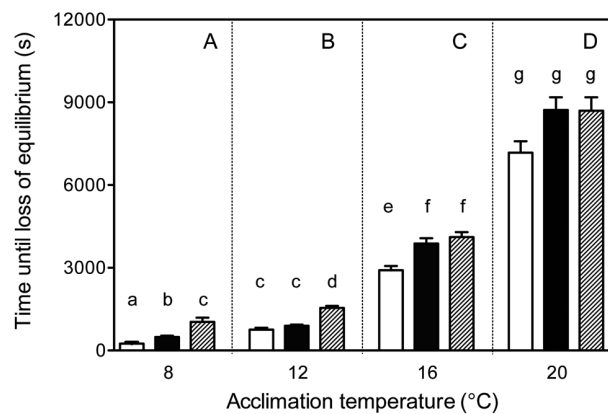 Time until loss of equilibrium (s)
12000
9000
6000
3000
0
A
B
C
D
a
b
c
c
c
d
e
f
f
g
g
g
8
12
16
20
Acclimation temperature (°C)